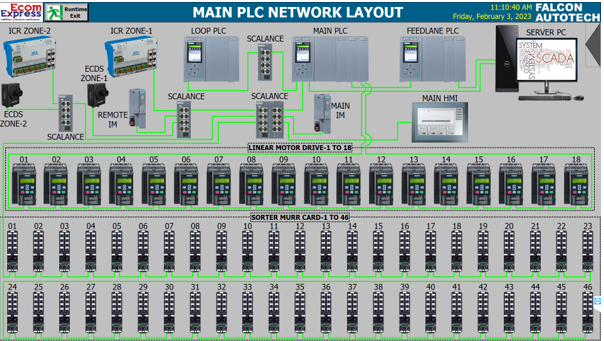 Ecom
Express
Runtime
Exit
MAIN PLC NETWORK LAYOUT
11:10:40 AM
Friday, February 3, 2023
FALCON
AUTOTECH
ICR ZONE-2
ICR ZONE-1
LOOP PLC
SCALANCE
MAIN PLC
FEEDLANE PLC
SERVER PC
SYSTEM
SCADA
ECDS
ZONE-1
ECDS
ZONE-2
REMOTE
IM
SCALANCE
SCALANCE
SCALANCE
MAIN
IM
MAIN HMI
LINEAR MOTOR DRIVE-1 TO 18
01 02 03 04 05 06 07 08 09 10 11 12 13 14 15 16 17 18
SORTER MURR CARD-1 TO 46
01 02 03 04 05 06 07 08 09 10 11 12 13 14 15 16 17 18 19 20 21 22 23
24 25 26 27 28 29 30 31 32 33 34 35 36 37 38 39 40 41 42 43 44 45 46